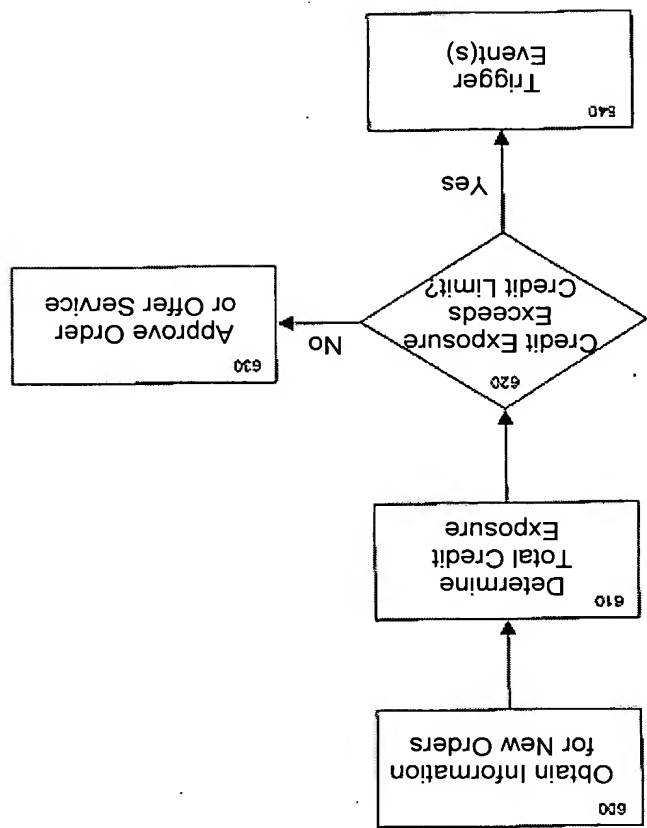 600
Obtain Information
for New Orders
610
Determine
Total Credit
Exposure
620
Credit Exposure
Exceeds
Credit Limit?
No
630
Approve Order
or Offer Service
Yes
640
Trigger
Event(s)